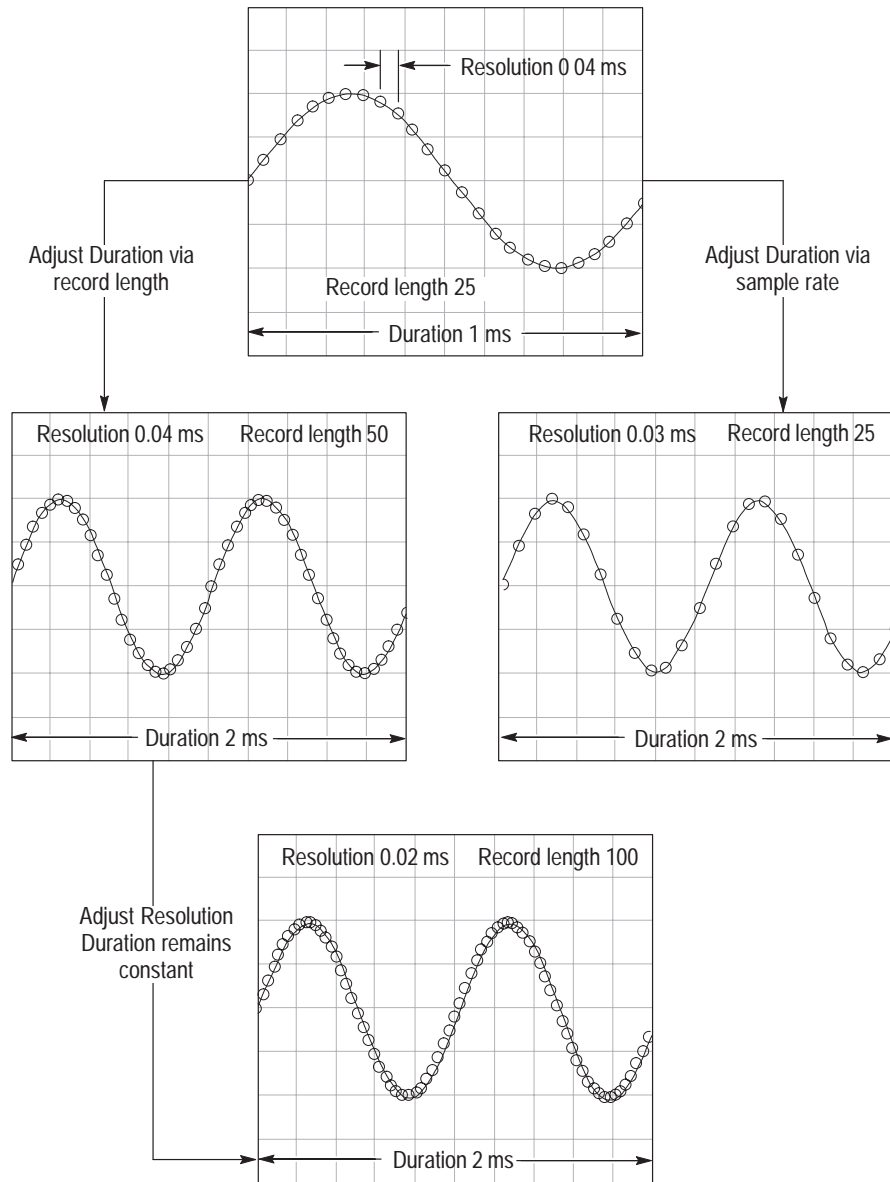 Resolution 0 04 ms
Record length 25
Duration 1 ms
Adjust Duration via
record length
Adjust Duration via
sample rate
Resolution 0.04 ms Record length 50
Duration 2 ms
Resolution 0.03 ms Record length 25
Duration 2 ms
Adjust Resolution
Duration remains
constant
Resolution 0.02 ms Record length 100
Duration 2 ms